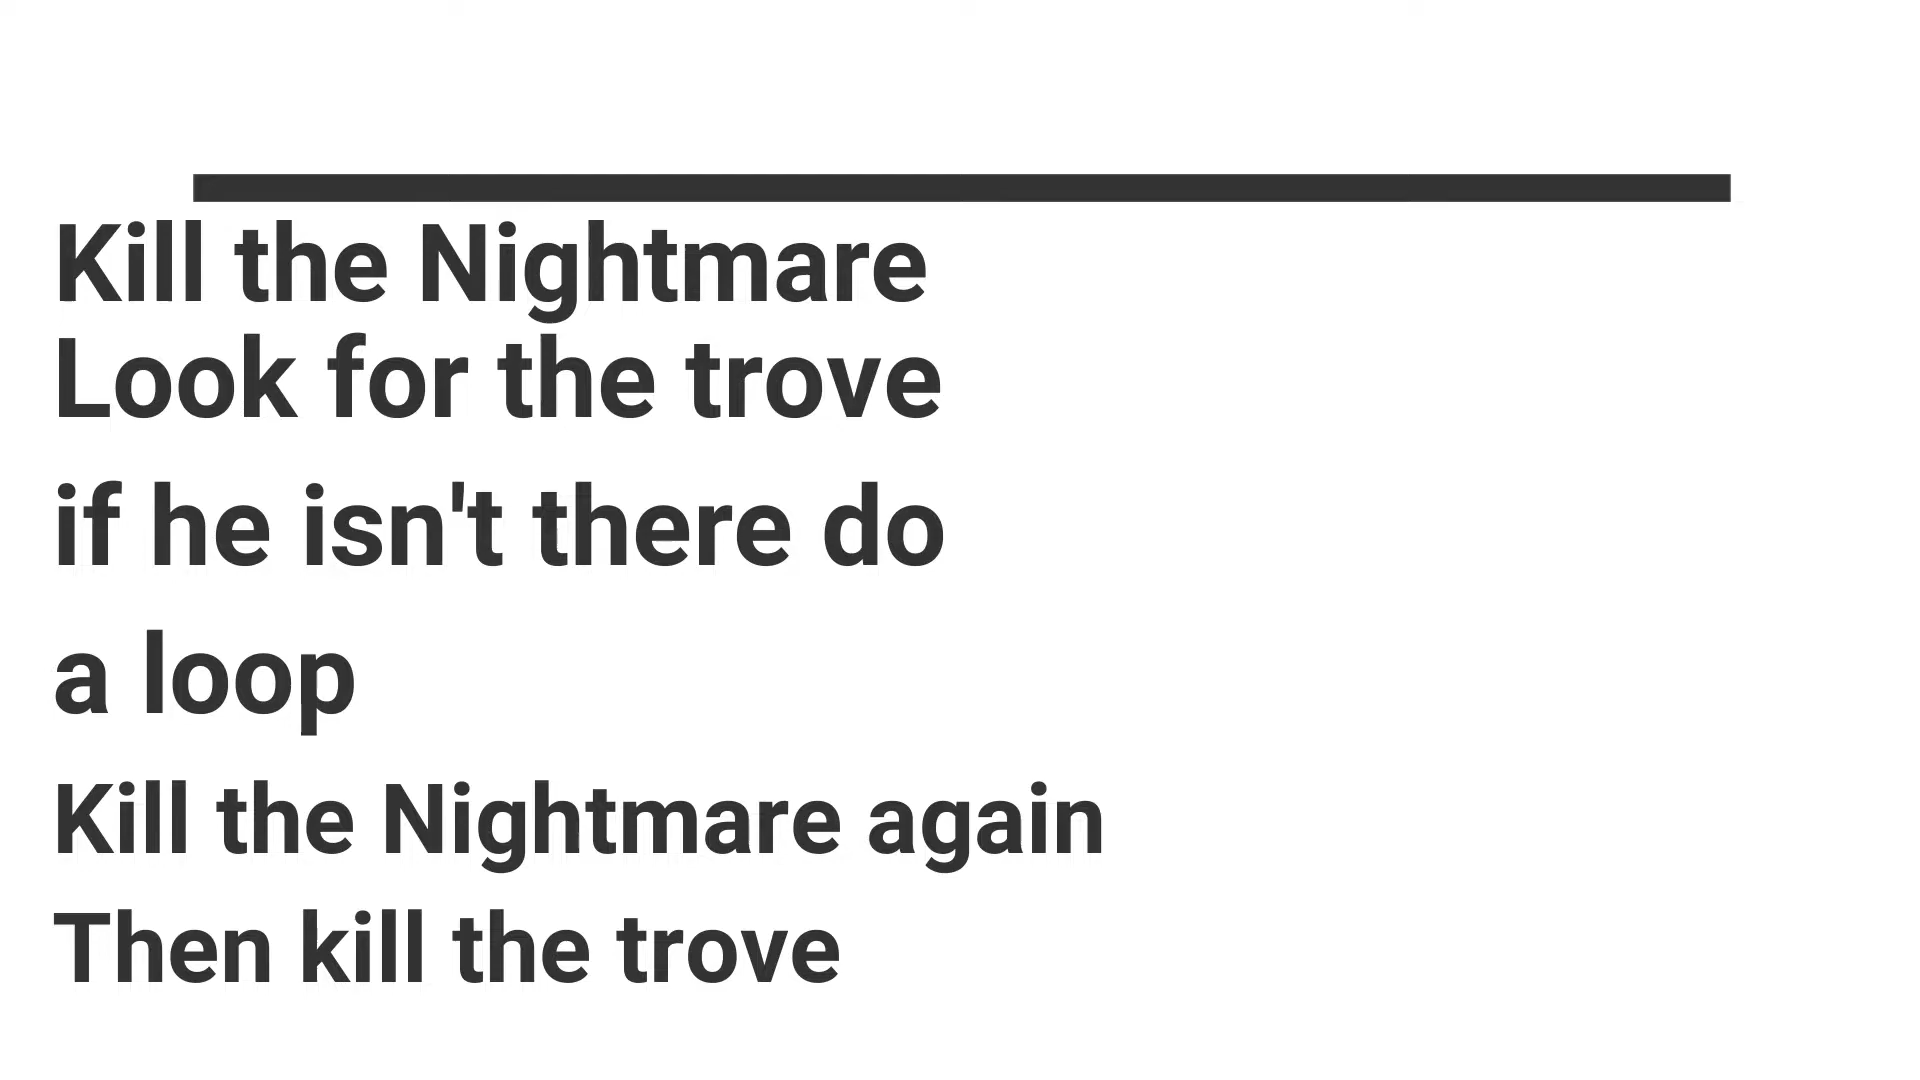 Kill the Nightmare
Look for the trove
if he isn't there do
a loop
Kill the Nightmare again
Then kill the trove